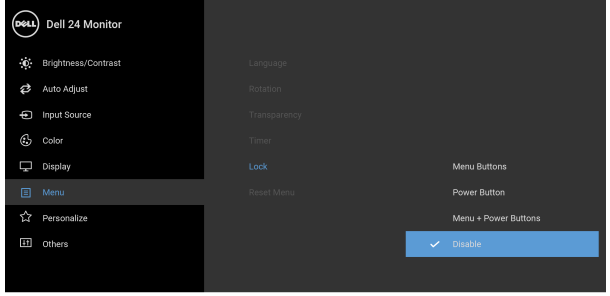 DELL
Dell 24 Monitor
Brightness/Contrast
Auto Adjust
Input Source
Color
Display
Menu
Personalize
Others
Language
Rotation
Transparency
Timer
Lock
Reset Menu
Menu Buttons
Power Button
Menu + Power Buttons
Disable